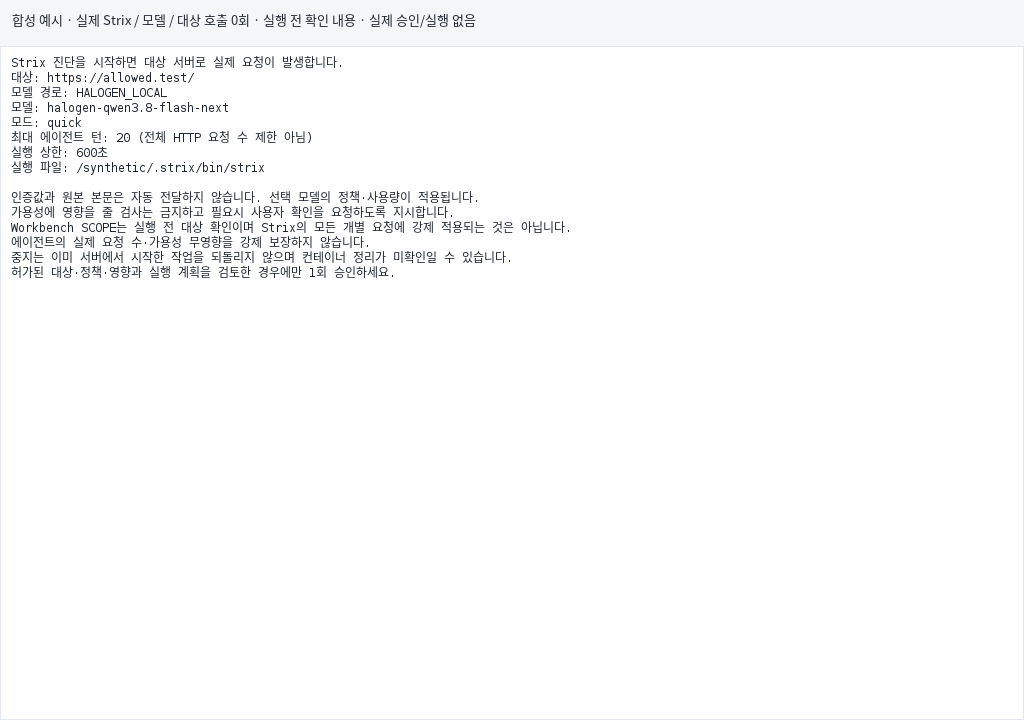 합성 예시 · 실제 Strix / 모델 / 대상 호출 0회 · 실행 전 확인 내용 · 실제 승인/실행 없음
Strix 진단을 시작하면 대상 서버로 실제 요청이 발생합니다.
대상: https://allowed.test/
모델 경로: HALOGEN_LOCAL
모델: halogen-qwen3.8-flash-next
모드: quick
최대 에이전트 턴: 20 (전체 HTTP 요청 수 제한 아님)
실행 상한: 600초
실행 파일: /synthetic/.strix/bin/strix
인증값과 원본 본문은 자동 전달하지 않습니다. 선택 모델의 정책·사용량이 적용됩니다.
가용성에 영향을 줄 검사는 금지하고 필요시 사용자 확인을 요청하도록 지시합니다.
Workbench SCOPE는 실행 전 대상 확인이며 Strix의 모든 개별 요청에 강제 적용되는 것은 아닙니다.
에이전트의 실제 요청 수·가용성 무영향을 강제 보장하지 않습니다.
중지는 이미 서버에서 시작한 작업을 되돌리지 않으며 컨테이너 정리가 미확인일 수 있습니다.
허가된 대상·정책·영향과 실행 계획을 검토한 경우에만 1회 승인하세요.